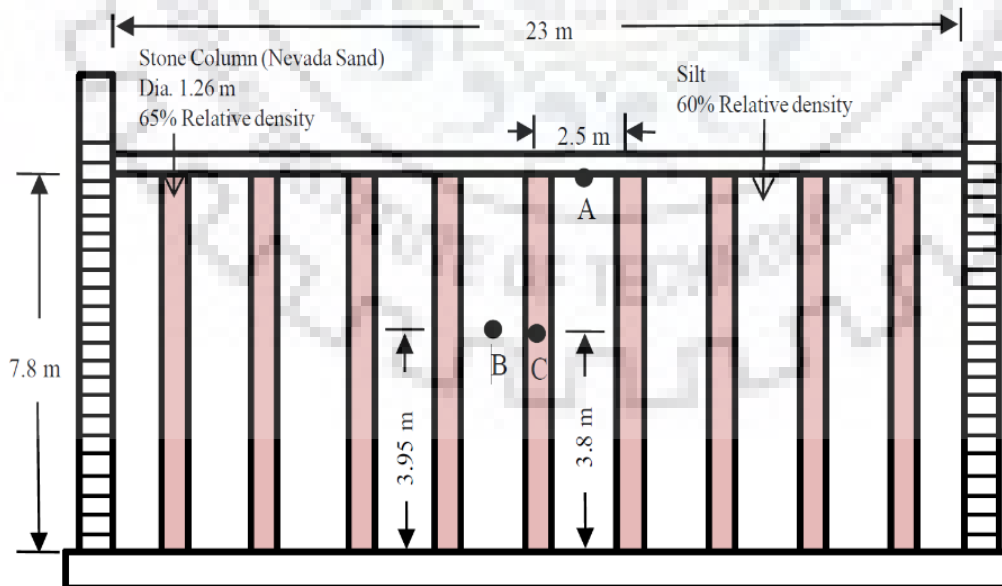 23 m
Stone Column (Nevada Sand)
Dia. 1.26 m
65% Relative density
Silt
60% Relative density
2.5 m
A
B
C
7.8 m
3.95 m
3.8 m